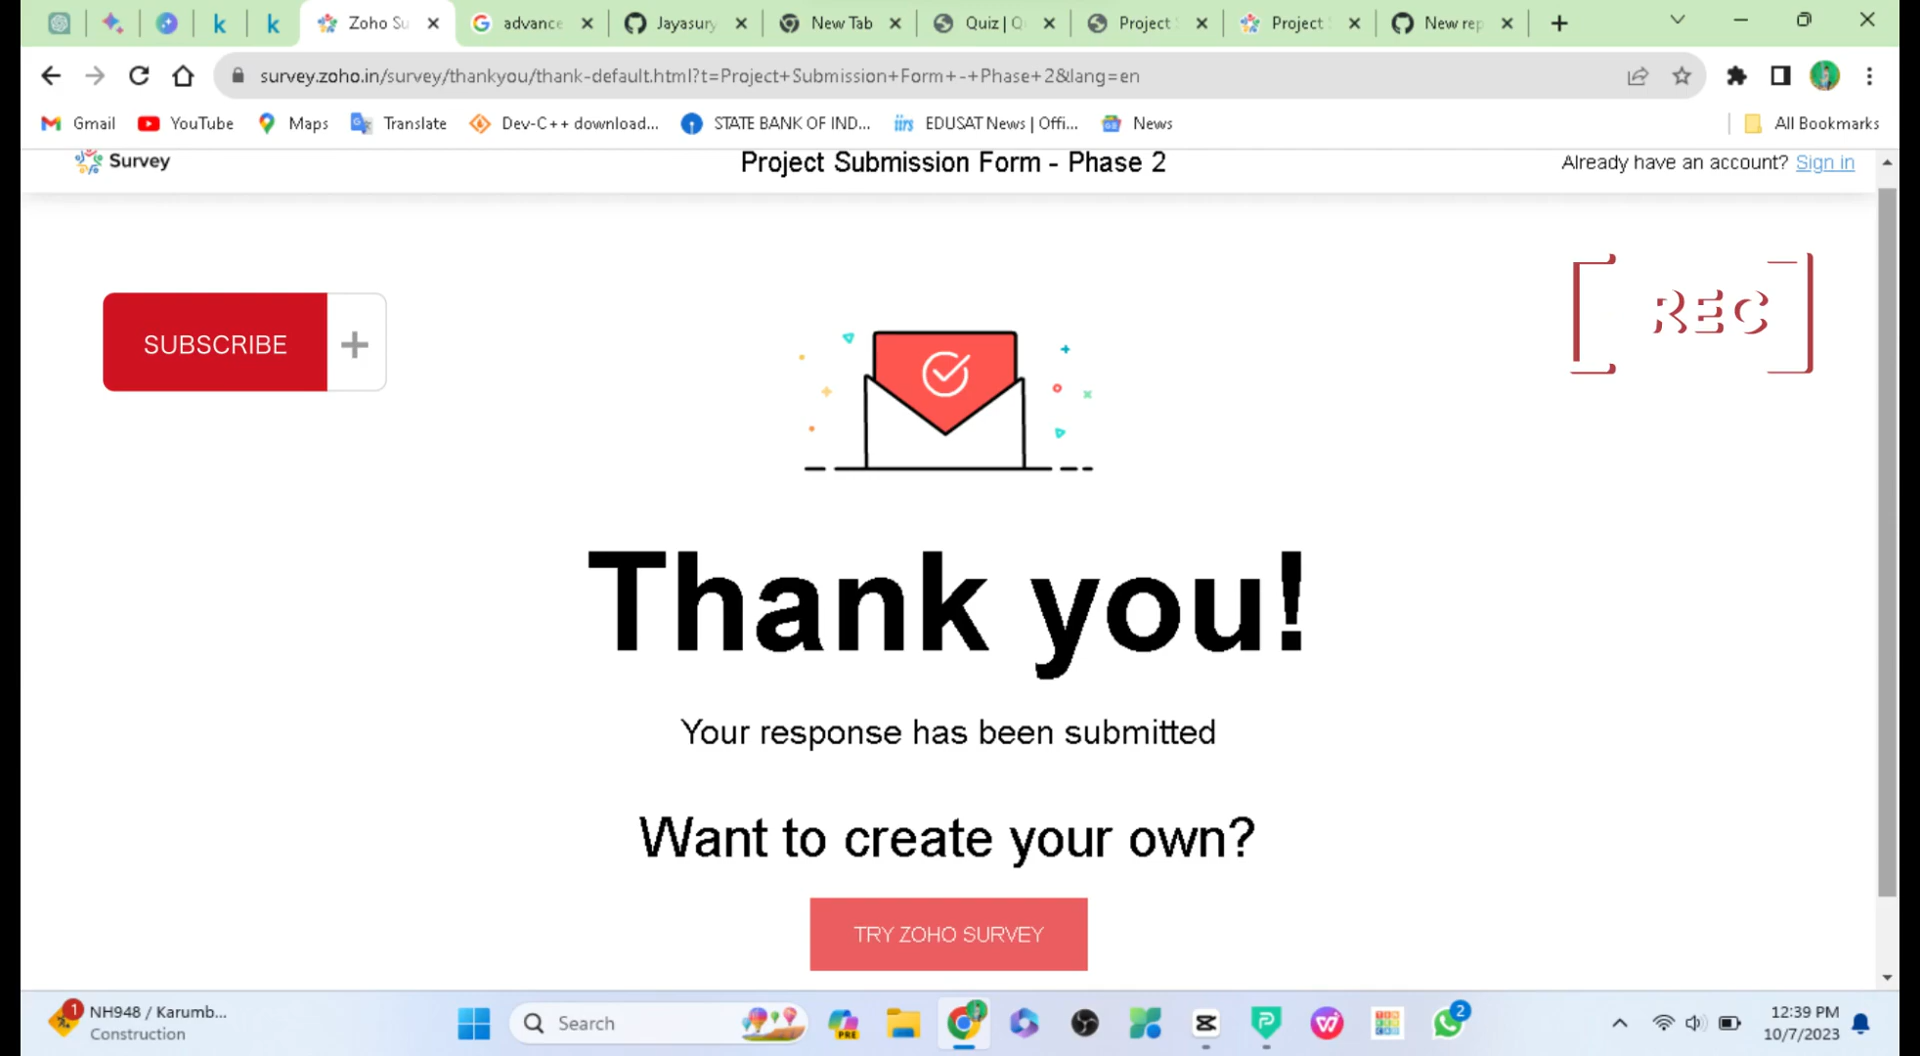 Zoho Su
advance
Jayasury
New Tab
Quiz | Q
Project
Project
New rep
survey.zoho.in/survey/thankyou/thank-default.html?t=Project+Submission+Form+-+Phase+2&lang=en
Gmail
YouTube
Maps
Translate
Dev-C++ download...
STATE BANK OF IND...
EDUSAT News | Offi...
News
All Bookmarks
Survey
Project Submission Form - Phase 2
Already have an account? Sign in
SUBSCRIBE
REC
Thank you!
Your response has been submitted
Want to create your own?
TRY ZOHO SURVEY
1
NH948 / Karumb...
Construction
Search
PRE
2
12:39 PM
10/7/2023